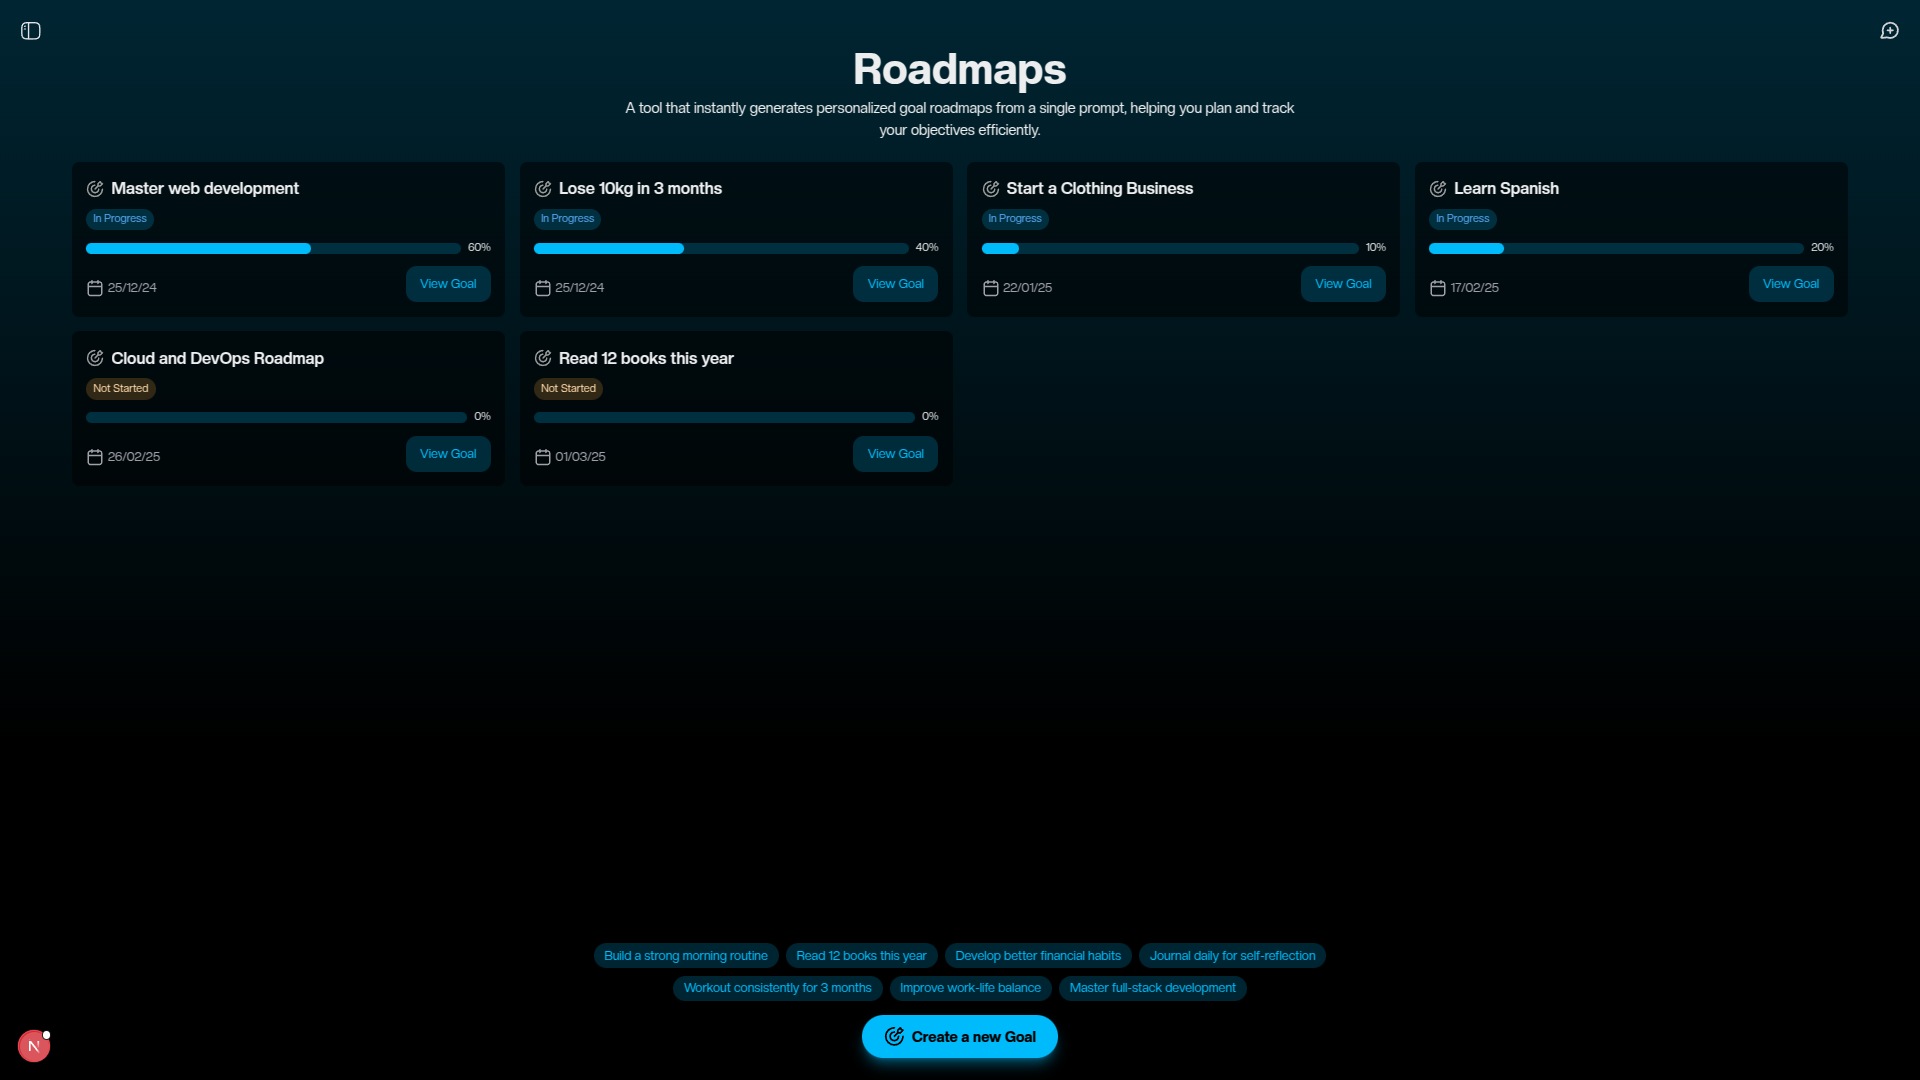 Roadmaps
A tool that instantly generates personalized goal roadmaps from a single prompt, helping you plan and track
your objectives efficiently.
Master web development
In Progress
60%
25/12/24
View Goal
Lose 10kg in 3 months
In Progress
40%
25/12/24
View Goal
Start a Clothing Business
In Progress
10%
22/01/25
View Goal
Learn Spanish
In Progress
20%
17/02/25
View Goal
Cloud and DevOps Roadmap
Not Started
0%
26/02/25
View Goal
Read 12 books this year
Not Started
0%
01/03/25
View Goal
Build a strong morning routine
Read 12 books this year
Develop better financial habits
Journal daily for self-reflection
Workout consistently for 3 months
Improve work-life balance
Master full-stack development
Create a new Goal
N